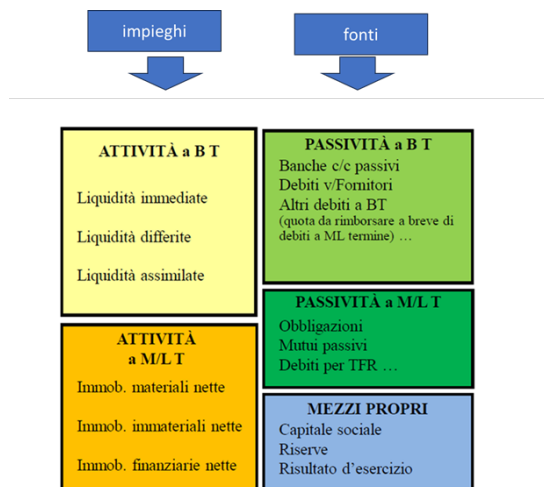 impieghi
fonti
ATTIVITÀ a B T
Liquidità immediate
Liquidità differite
Liquidità assimilate
ATTIVITÀ
a M/L T
Immob. materiali nette
Immob. immateriali nette
Immob. finanziarie nette
PASSIVITÀ a B T
Banche c/c passivi
Debiti v/Fornitori
Altri debiti a BT
(quota da rimborsare a breve di
debiti a ML termine) …
PASSIVITÀ a M/L T
Obbligazioni
Mutui passivi
Debiti per TFR …
MEZZI PROPRI
Capitale sociale
Riserve
Risultato d’esercizio